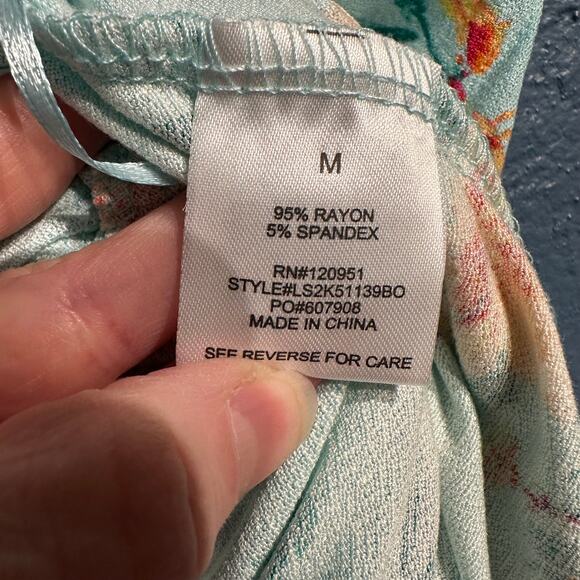 M
95% RAYON
5% SPANDEX
RN#120951
STYLE#LS2K51139BO
PO#607908
MADE IN CHINA
SEE REVERSE FOR CARE